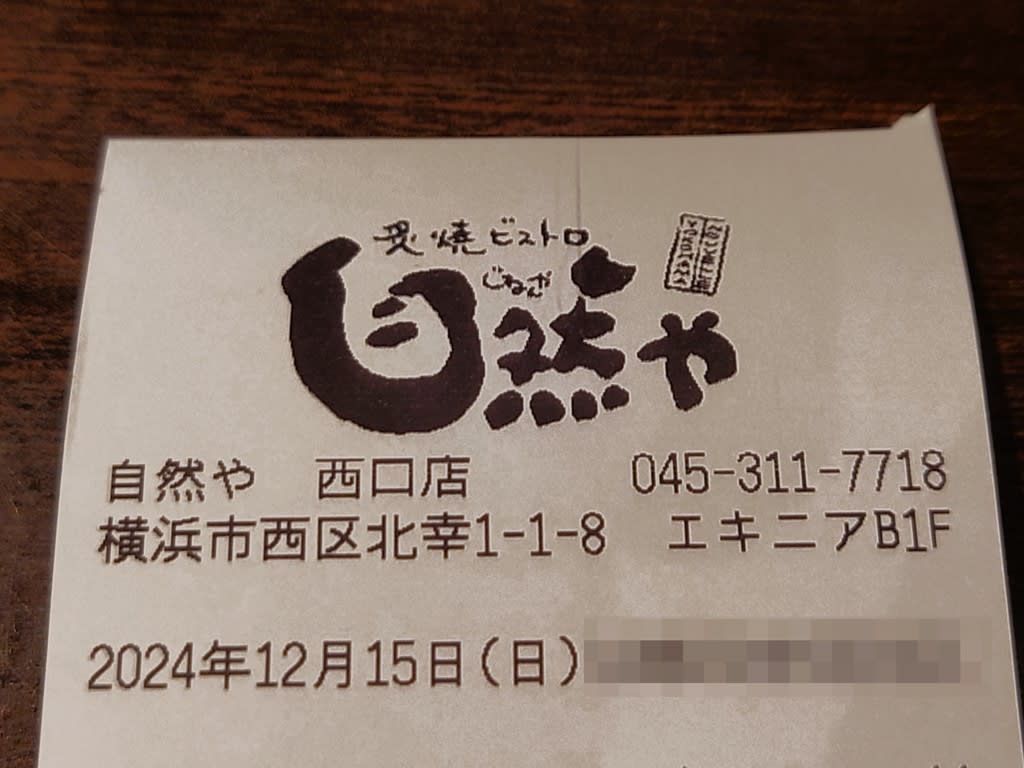 炙焼ビストロ
じねんや
自然や
自然や 西口店 045-311-7718
横浜市西区北幸1-1-8 エキニアB1F
2024年12月15日(日)